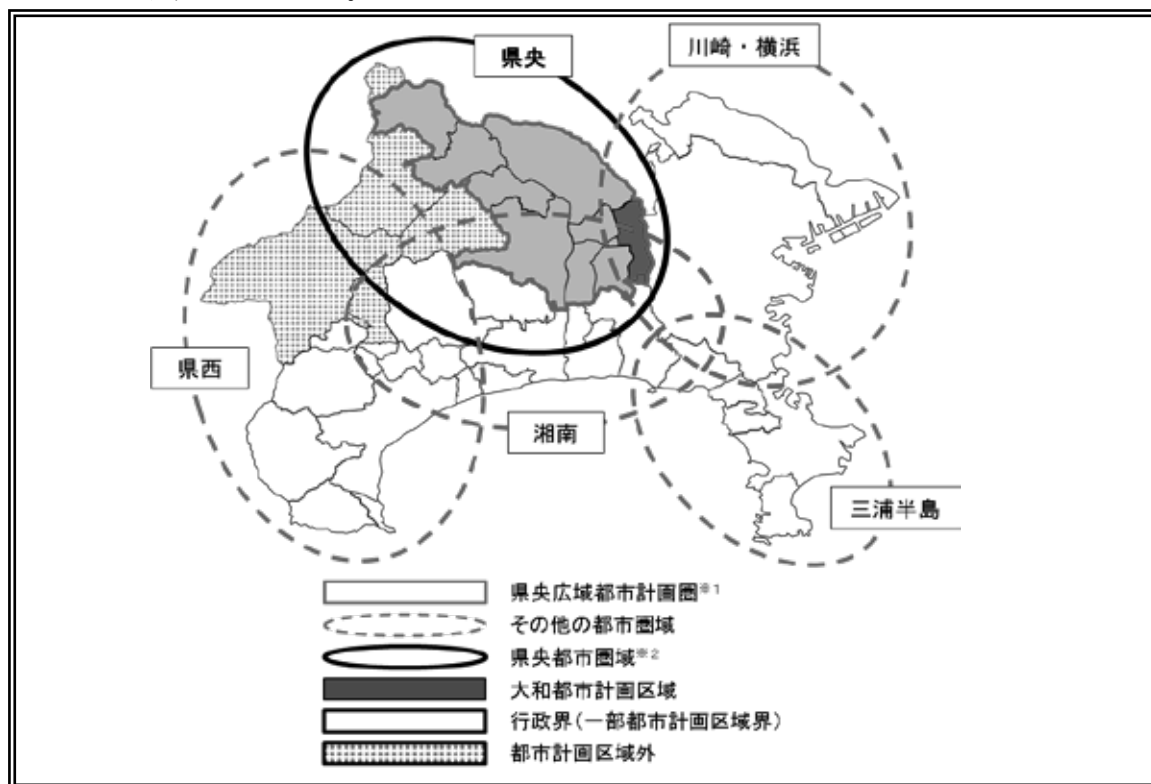 県央
川崎・横浜
県西
湘南
三浦半島
県央広域都市計画圏※1
その他の都市圏域
県央都市圏域※2
大和都市計画区域
行政界(一部都市計画区域界)
都市計画区域外